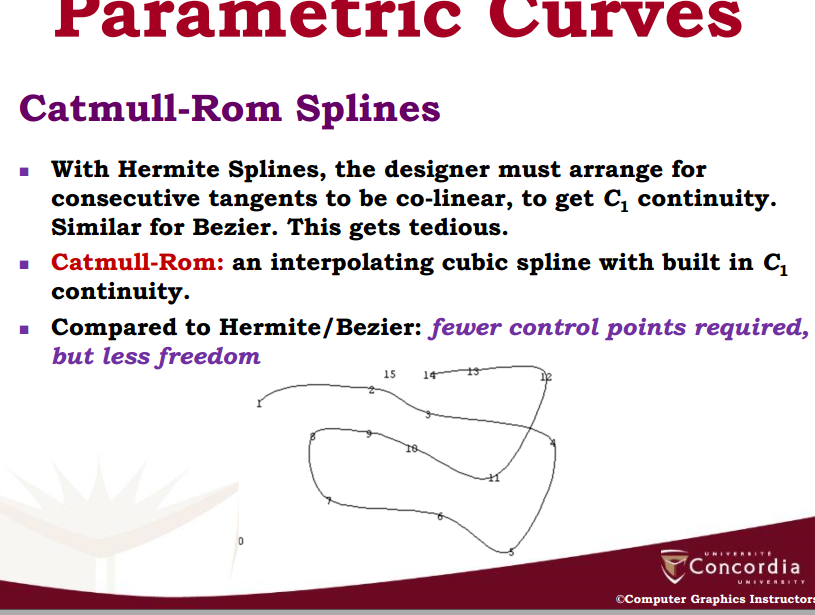 Parametric Curves
Catmull-Rom Splines
▪ With Hermite Splines, the designer must arrange for
consecutive tangents to be co-linear, to get C₁ continuity.
Similar for Bezier. This gets tedious.
▪ Catmull-Rom: an interpolating cubic spline with built in C₁
continuity.
▪ Compared to Hermite/Bezier: fewer control points required,
but less freedom
15 14 13 12
1 2
3
8 9 4
10
11
7
6
0 5
UNIVERSITÉ
Concordia
UNIVERSITY
©Computer Graphics Instructors